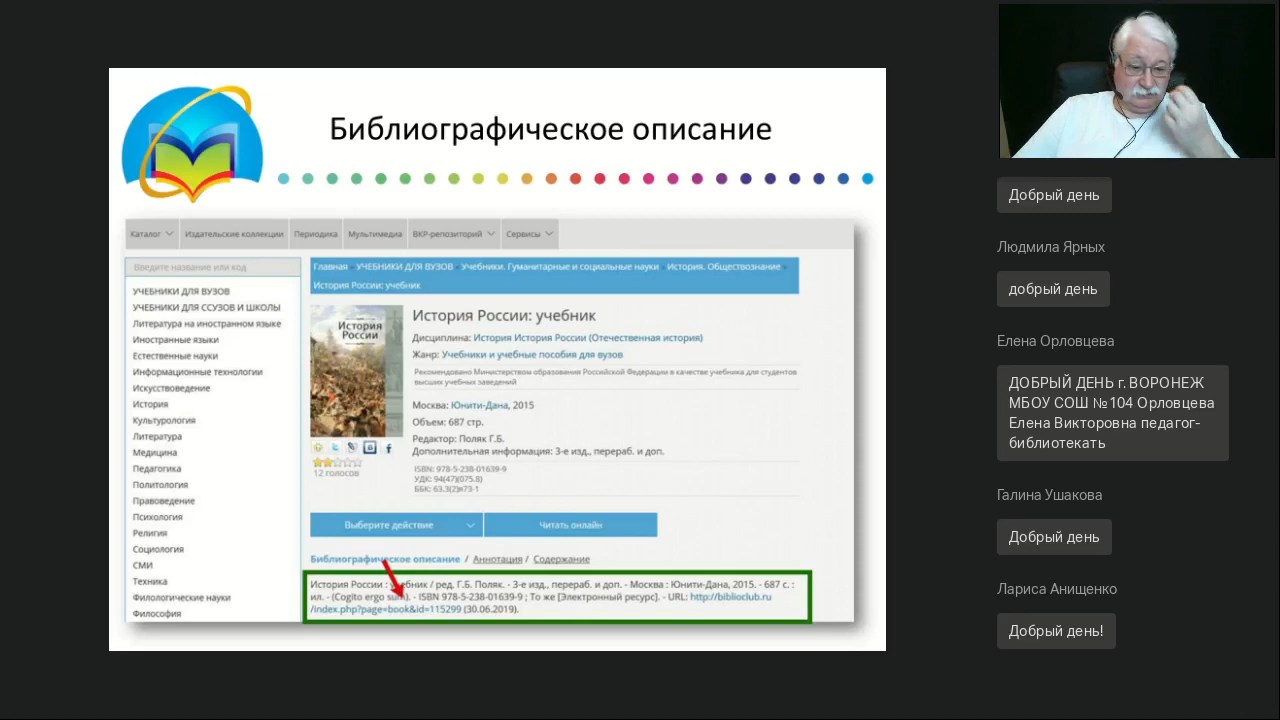 Библиографическое описание
Каталог
Издательские коллекции
Периодика
Мультимедиа
ВКР-репозиторий
Сервисы
Введите название или код
УЧЕБНИКИ ДЛЯ ВУЗОВ
УЧЕБНИКИ ДЛЯ ССУЗОВ И ШКОЛЫ
Литература на иностранном языке
Иностранные языки
Естественные науки
Информационные технологии
Искусствоведение
История
Культурология
Литература
Медицина
Педагогика
Политология
Правоведение
Психология
Религия
Социология
СМИ
Техника
Филологические науки
Философия
Главная » УЧЕБНИКИ ДЛЯ ВУЗОВ » Учебники. Гуманитарные и социальные науки » История. Обществознание »
История России: учебник
История
России
12 голосов
История России: учебник
Дисциплина: История История России (Отечественная история)
Жанр: Учебники и учебные пособия для вузов
Рекомендовано Министерством образования Российской Федерации в качестве учебника для студентов
высших учебных заведений
Москва: Юнити-Дана, 2015
Объем: 687 стр.
Редактор: Поляк Г.Б.
Дополнительная информация: 3-е изд., перераб. и доп.
ISBN: 978-5-238-01639-9
УДК: 94(47)(075.8)
ББК: 63.3(2)я73-1
Выберите действие
Читать онлайн
Библиографическое описание / Аннотация / Содержание
История России : учебник / ред. Г.Б. Поляк. - 3-е изд., перераб. и доп. - Москва : Юнити-Дана, 2015. - 687 с. :
ил. - (Cogito ergo sum). - ISBN 978-5-238-01639-9 ; То же [Электронный ресурс]. - URL: http://biblioclub.ru
/index.php?page=book&id=115299 (30.06.2019).
Добрый день
Людмила Ярных
добрый день
Елена Орловцева
ДОБРЫЙ ДЕНЬ г. ВОРОНЕЖ
МБОУ СОШ №104 Орловцева
Елена Викторовна педагог-
библиотекать
Галина Ушакова
Добрый день
Лариса Анищенко
Добрый день!